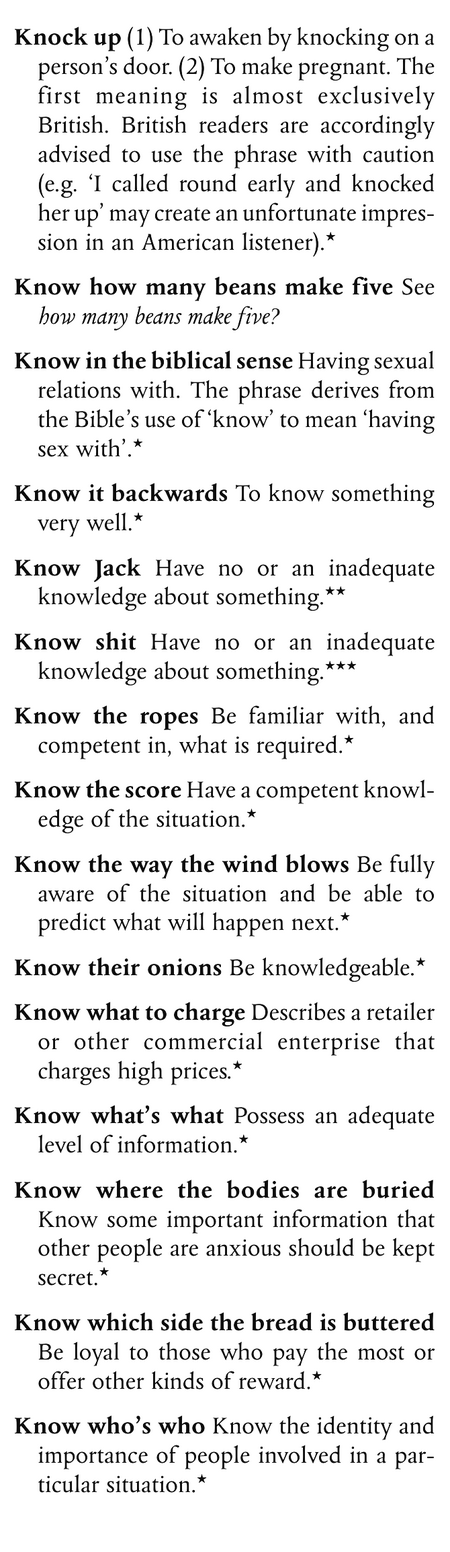 Knock up (1) To awaken by knocking on a
person’s door. (2) To make pregnant. The
first meaning is almost exclusively
British. British readers are accordingly
advised to use the phrase with caution
(e.g. ‘I called round early and knocked
her up’ may create an unfortunate impres-
sion in an American listener).★
Know how many beans make five See
how many beans make five?
Know in the biblical sense Having sexual
relations with. The phrase derives from
the Bible’s use of ‘know’ to mean ‘having
sex with’.★
Know it backwards To know something
very well.★
Know Jack Have no or an inadequate
knowledge about something.★★
Know shit Have no or an inadequate
knowledge about something.★★★
Know the ropes Be familiar with, and
competent in, what is required.★
Know the score Have a competent knowl-
edge of the situation.★
Know the way the wind blows Be fully
aware of the situation and be able to
predict what will happen next.★
Know their onions Be knowledgeable.★
Know what to charge Describes a retailer
or other commercial enterprise that
charges high prices.★
Know what’s what Possess an adequate
level of information.★
Know where the bodies are buried
Know some important information that
other people are anxious should be kept
secret.★
Know which side the bread is buttered
Be loyal to those who pay the most or
offer other kinds of reward.★
Know who’s who Know the identity and
importance of people involved in a par-
ticular situation.★